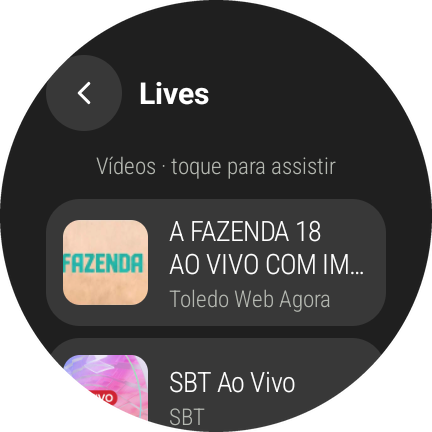 Lives
Vídeos · toque para assistir
A FAZENDA 18
AO VIVO COM IM...
FAZENDA
Toledo Web Agora
SBT Ao Vivo
VIVO
SBT